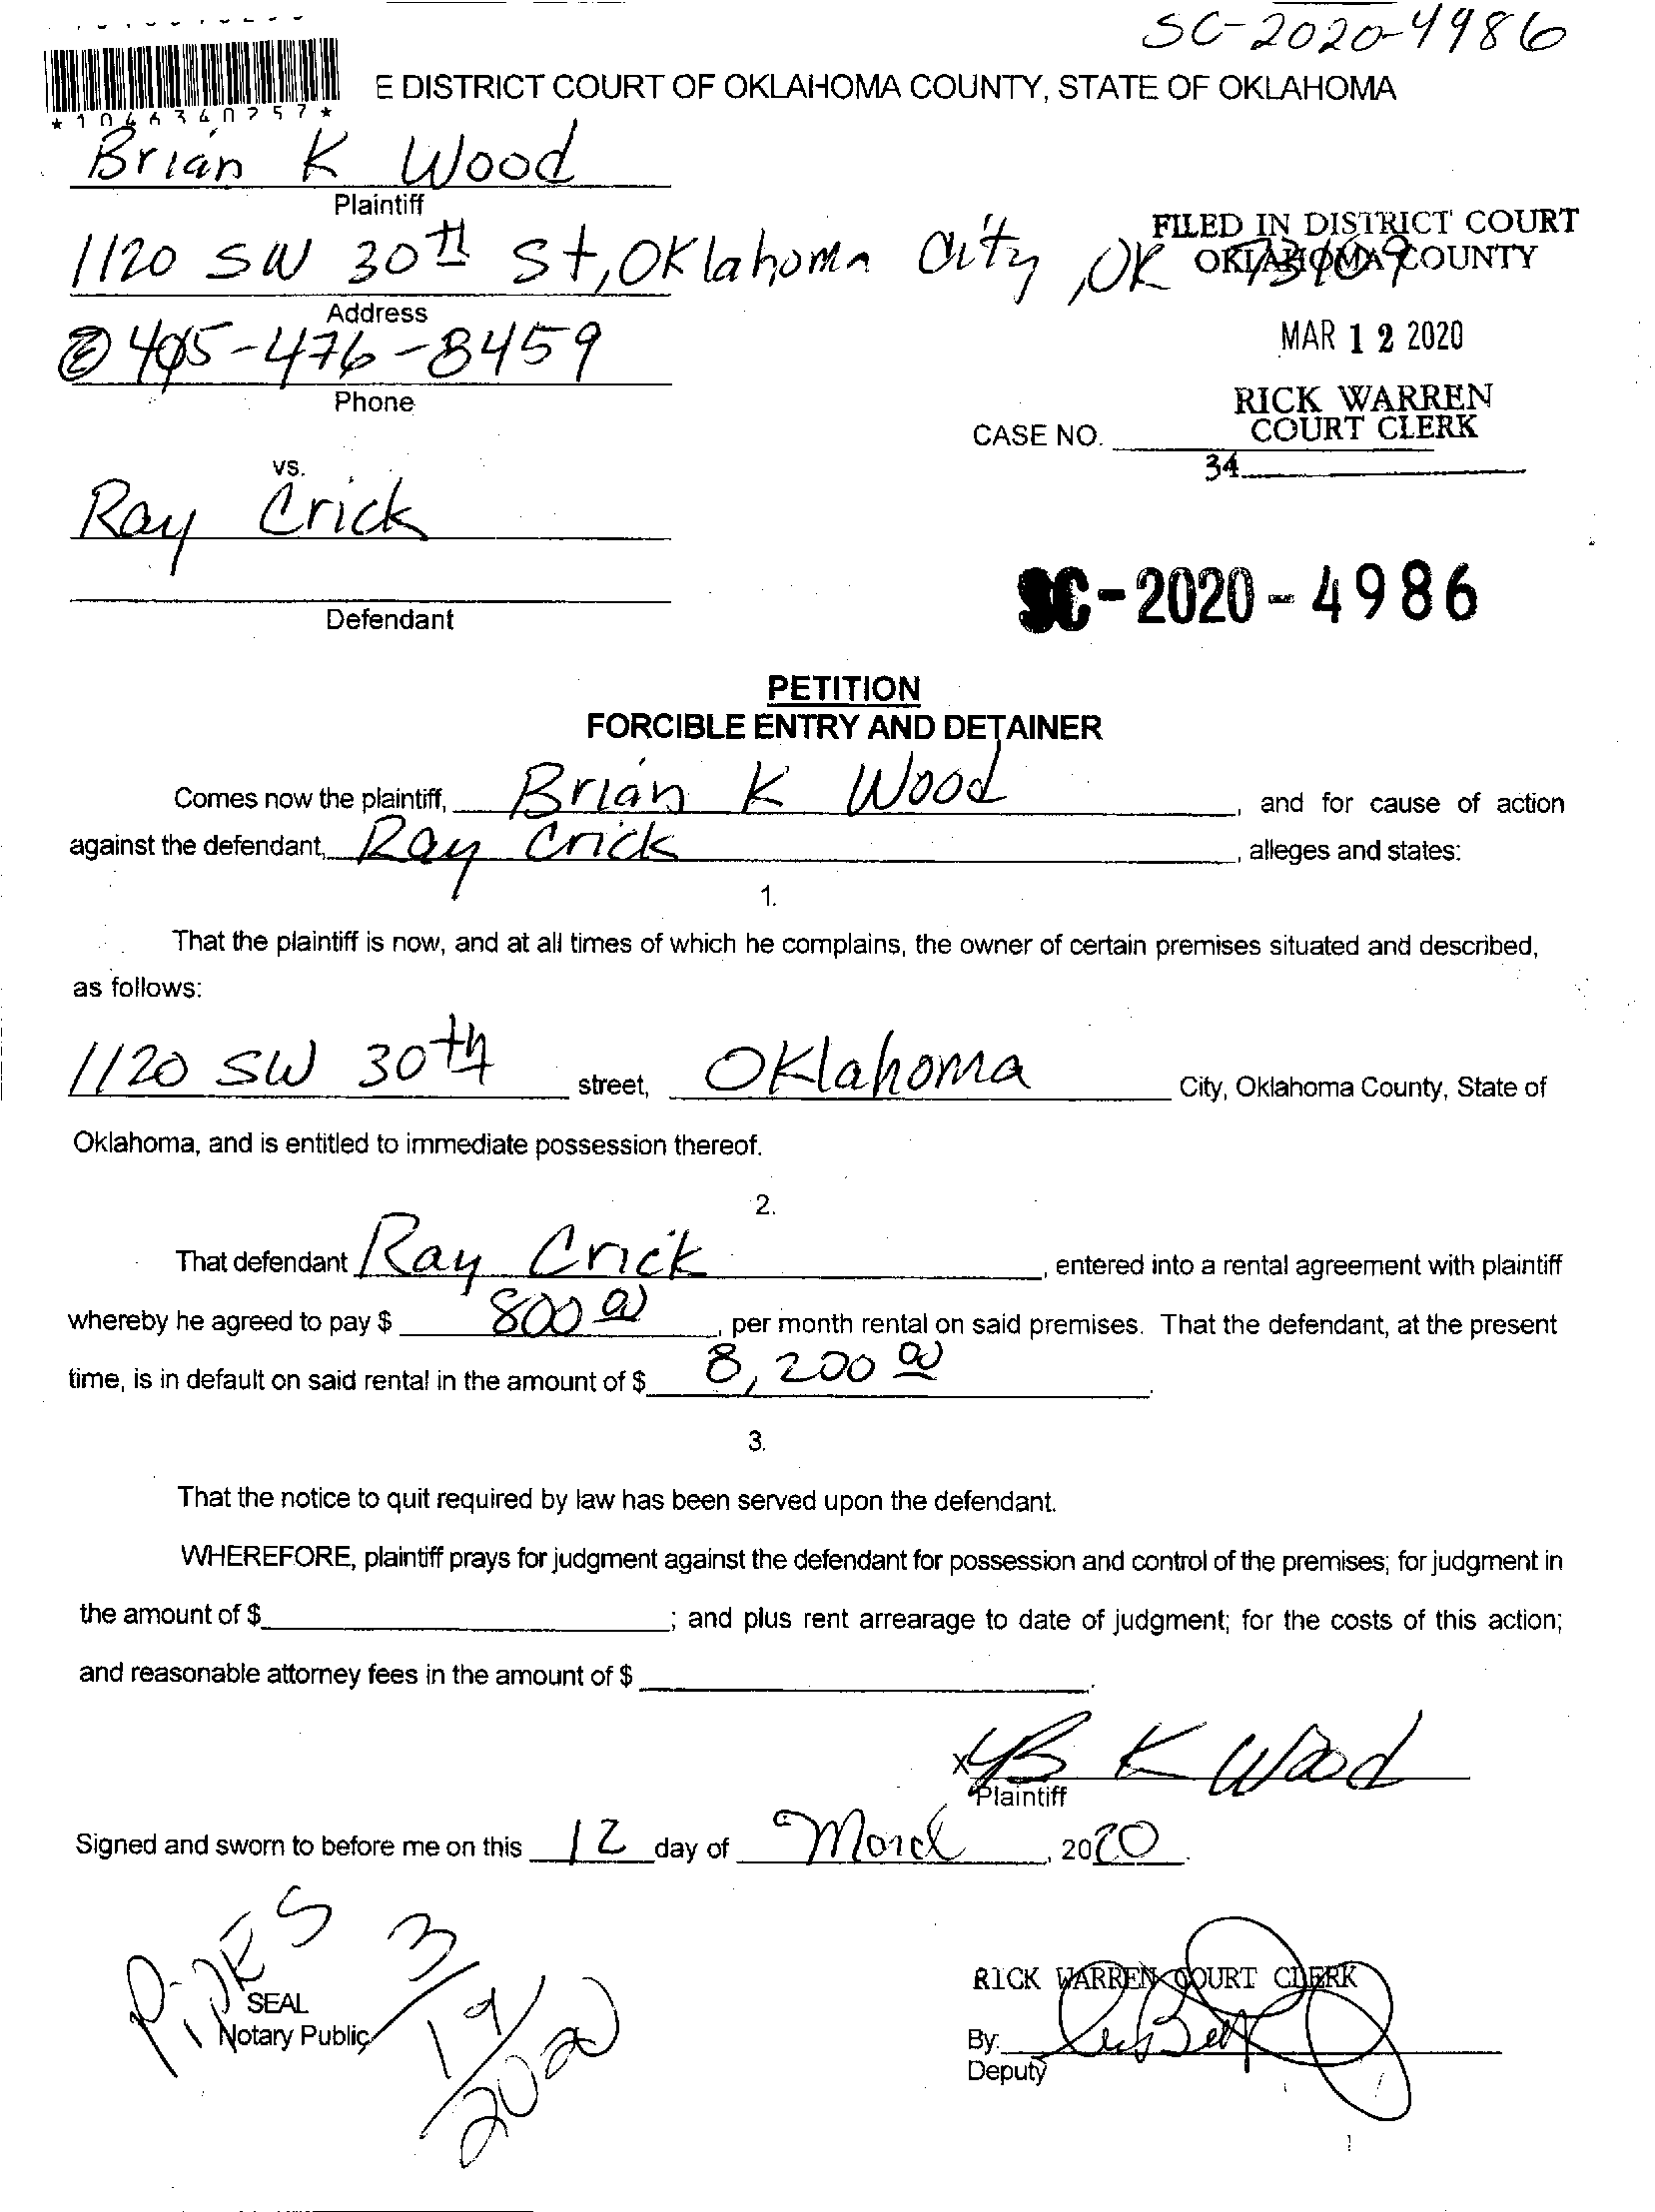 SC-2020-4986
E DISTRICT COURT OF OKLAHOMA COUNTY, STATE OF OKLAHOMA
*1046340257*
Brian K Wood
Plaintiff
1120 SW 30th St, Oklahoma City, OK 73109
FILED IN DISTRICT COURT
OKLAHOMA COUNTY
Address
405-476-8459
Phone
MAR 12 2020
RICK WARREN
COURT CLERK
CASE NO.
34
vs.
Ray Crick
Defendant
SC-2020-4986
PETITION
FORCIBLE ENTRY AND DETAINER
Comes now the plaintiff, Brian K Wood, and for cause of action
against the defendant, Ray Crick, alleges and states:
1.
That the plaintiff is now, and at all times of which he complains, the owner of certain premises situated and described,
as follows:
1120 SW 30th street, Oklahoma City, Oklahoma County, State of
Oklahoma, and is entitled to immediate possession thereof.
2.
That defendant Ray Crick, entered into a rental agreement with plaintiff
whereby he agreed to pay $ 800 00, per month rental on said premises. That the defendant, at the present
time, is in default on said rental in the amount of $ 8,200 00.
3.
That the notice to quit required by law has been served upon the defendant.
WHEREFORE, plaintiff prays for judgment against the defendant for possession and control of the premises; for judgment in
the amount of $ ; and plus rent arrearage to date of judgment; for the costs of this action;
and reasonable attorney fees in the amount of $ .
x B K Wood
Plaintiff
Signed and sworn to before me on this 12 day of March, 2020.
3/19/2020
SEAL
Notary Public
RICK WARREN COURT CLERK
By:
Deputy